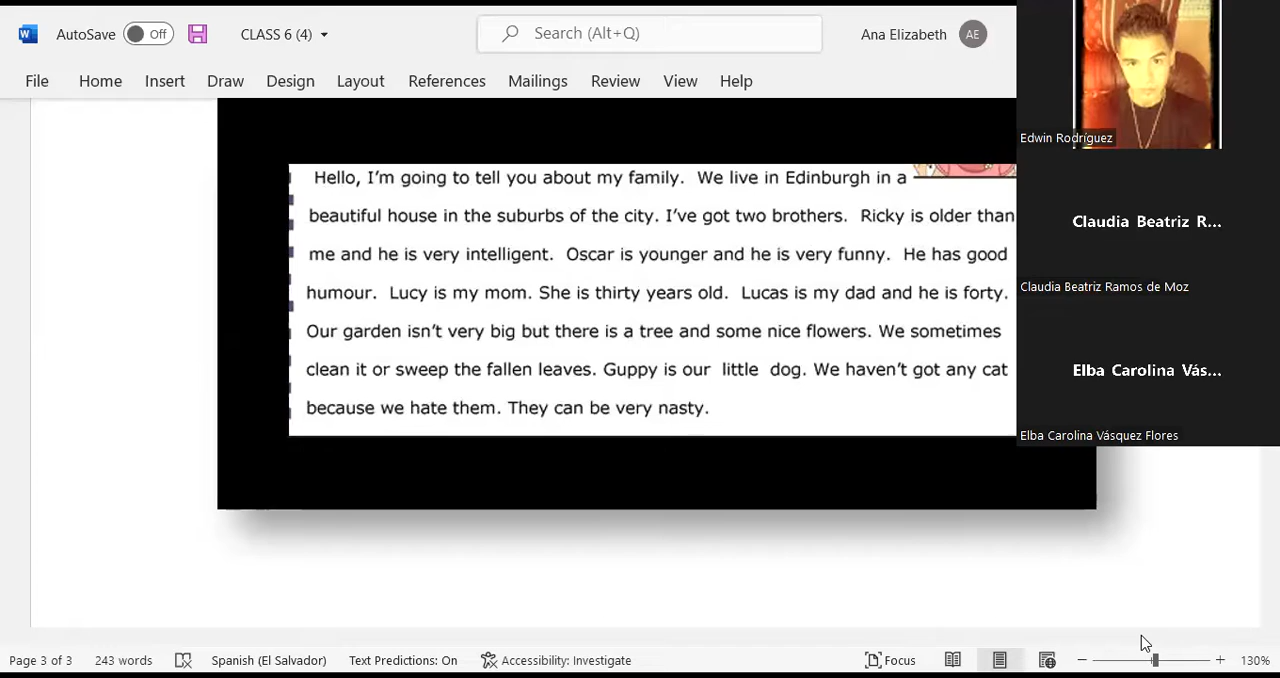 AutoSave Off CLASS 6 (4) Search (Alt+Q) Ana Elizabeth AE
File Home Insert Draw Design Layout References Mailings Review View Help
Hello, I'm going to tell you about my family. We live in Edinburgh in a
beautiful house in the suburbs of the city. I've got two brothers. Ricky is older than
me and he is very intelligent. Oscar is younger and he is very funny. He has good
humour. Lucy is my mom. She is thirty years old. Lucas is my dad and he is forty.
Our garden isn't very big but there is a tree and some nice flowers. We sometimes
clean it or sweep the fallen leaves. Guppy is our little dog. We haven't got any cat
because we hate them. They can be very nasty.
Edwin Rodríguez
Claudia Beatriz R...
Claudia Beatriz Ramos de Moz
Elba Carolina Vás...
Elba Carolina Vásquez Flores
Page 3 of 3 243 words Spanish (El Salvador) Text Predictions: On Accessibility: Investigate Focus 130%